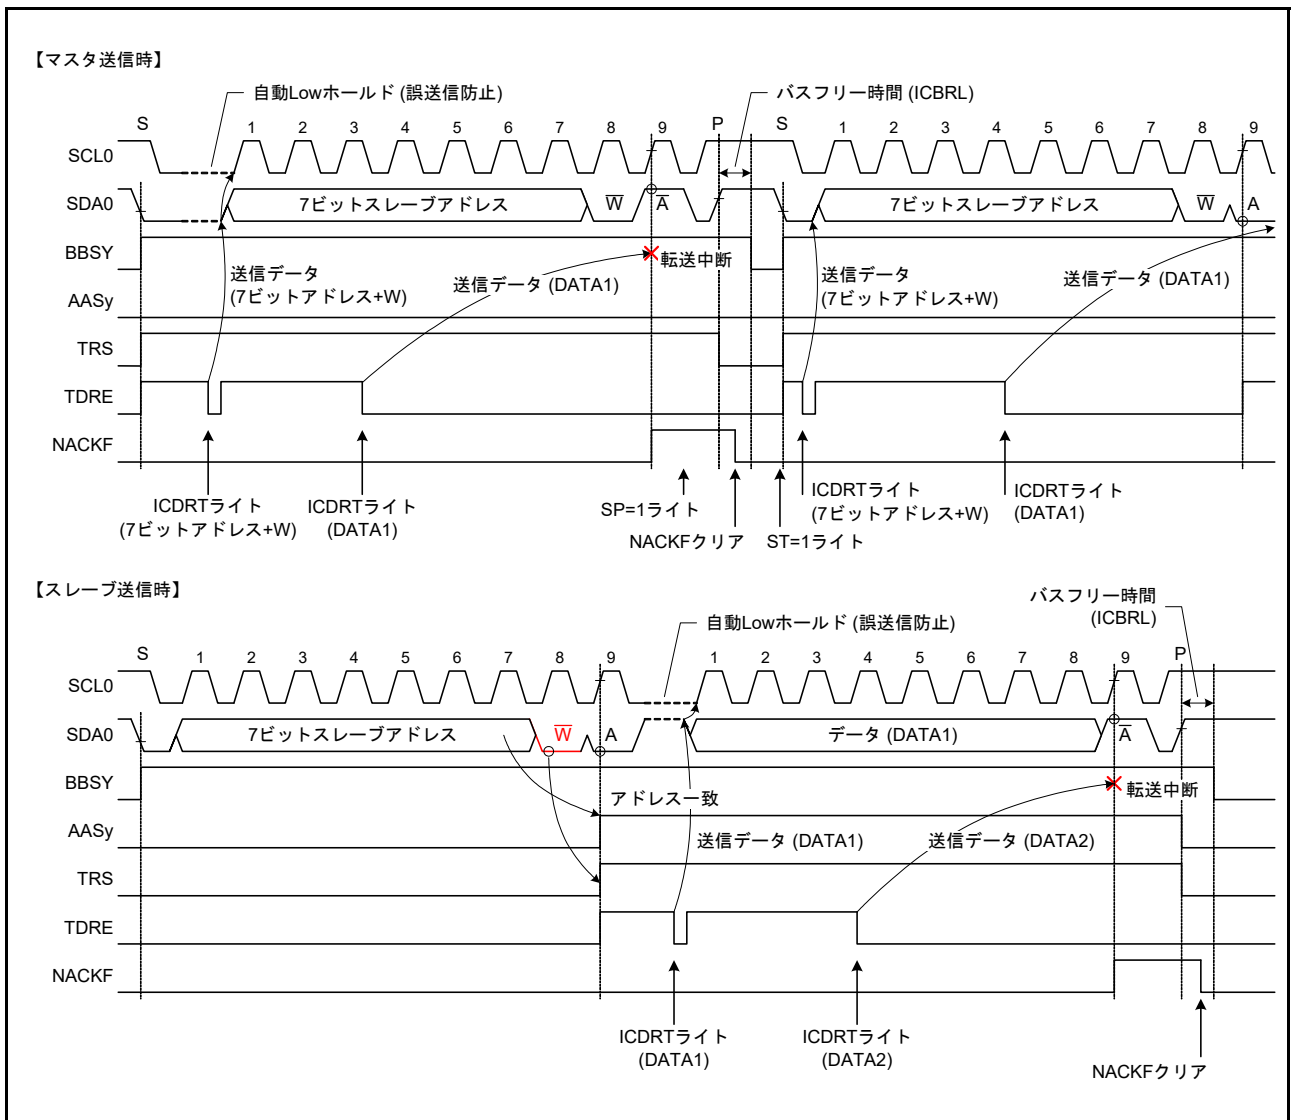 【マスタ送信時】
自動Lowホールド (誤送信防止)
バスフリー時間 (ICBRL)
S 1 2 3 4 5 6 7 8 9 P S 1 2 3 4 5 6 7 8 9
SCL0
SDA0 7ビットスレーブアドレス W̅ A̅ 7ビットスレーブアドレス W̅ A
BBSY
転送中断
送信データ
(7ビットアドレス+W)
送信データ (DATA1)
送信データ
(7ビットアドレス+W)
送信データ (DATA1)
AASy
TRS
TDRE
NACKF
ICDRTライト
(7ビットアドレス+W)
ICDRTライト
(DATA1)
SP=1ライト
NACKFクリア
ST=1ライト
ICDRTライト
(7ビットアドレス+W)
ICDRTライト
(DATA1)
【スレーブ送信時】
自動Lowホールド (誤送信防止)
バスフリー時間
(ICBRL)
S 1 2 3 4 5 6 7 8 9 1 2 3 4 5 6 7 8 9 P
SCL0
SDA0 7ビットスレーブアドレス W̅ A データ (DATA1) A̅
BBSY
転送中断
アドレス一致
AASy
送信データ (DATA1)
送信データ (DATA2)
TRS
TDRE
NACKF
ICDRTライト
(DATA1)
ICDRTライト
(DATA2)
NACKFクリア